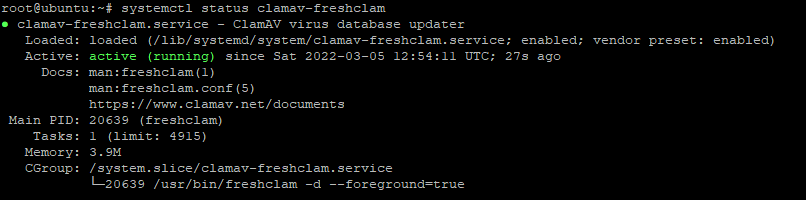 root@ubuntu:~# systemctl status clamav-freshclam
● clamav-freshclam.service - ClamAV virus database updater
   Loaded: loaded (/lib/systemd/system/clamav-freshclam.service; enabled; vendor preset: enabled)
   Active: active (running) since Sat 2022-03-05 12:54:11 UTC; 27s ago
     Docs: man:freshclam(1)
           man:freshclam.conf(5)
           https://www.clamav.net/documents
 Main PID: 20639 (freshclam)
    Tasks: 1 (limit: 4915)
   Memory: 3.9M
   CGroup: /system.slice/clamav-freshclam.service
           └─20639 /usr/bin/freshclam -d --foreground=true